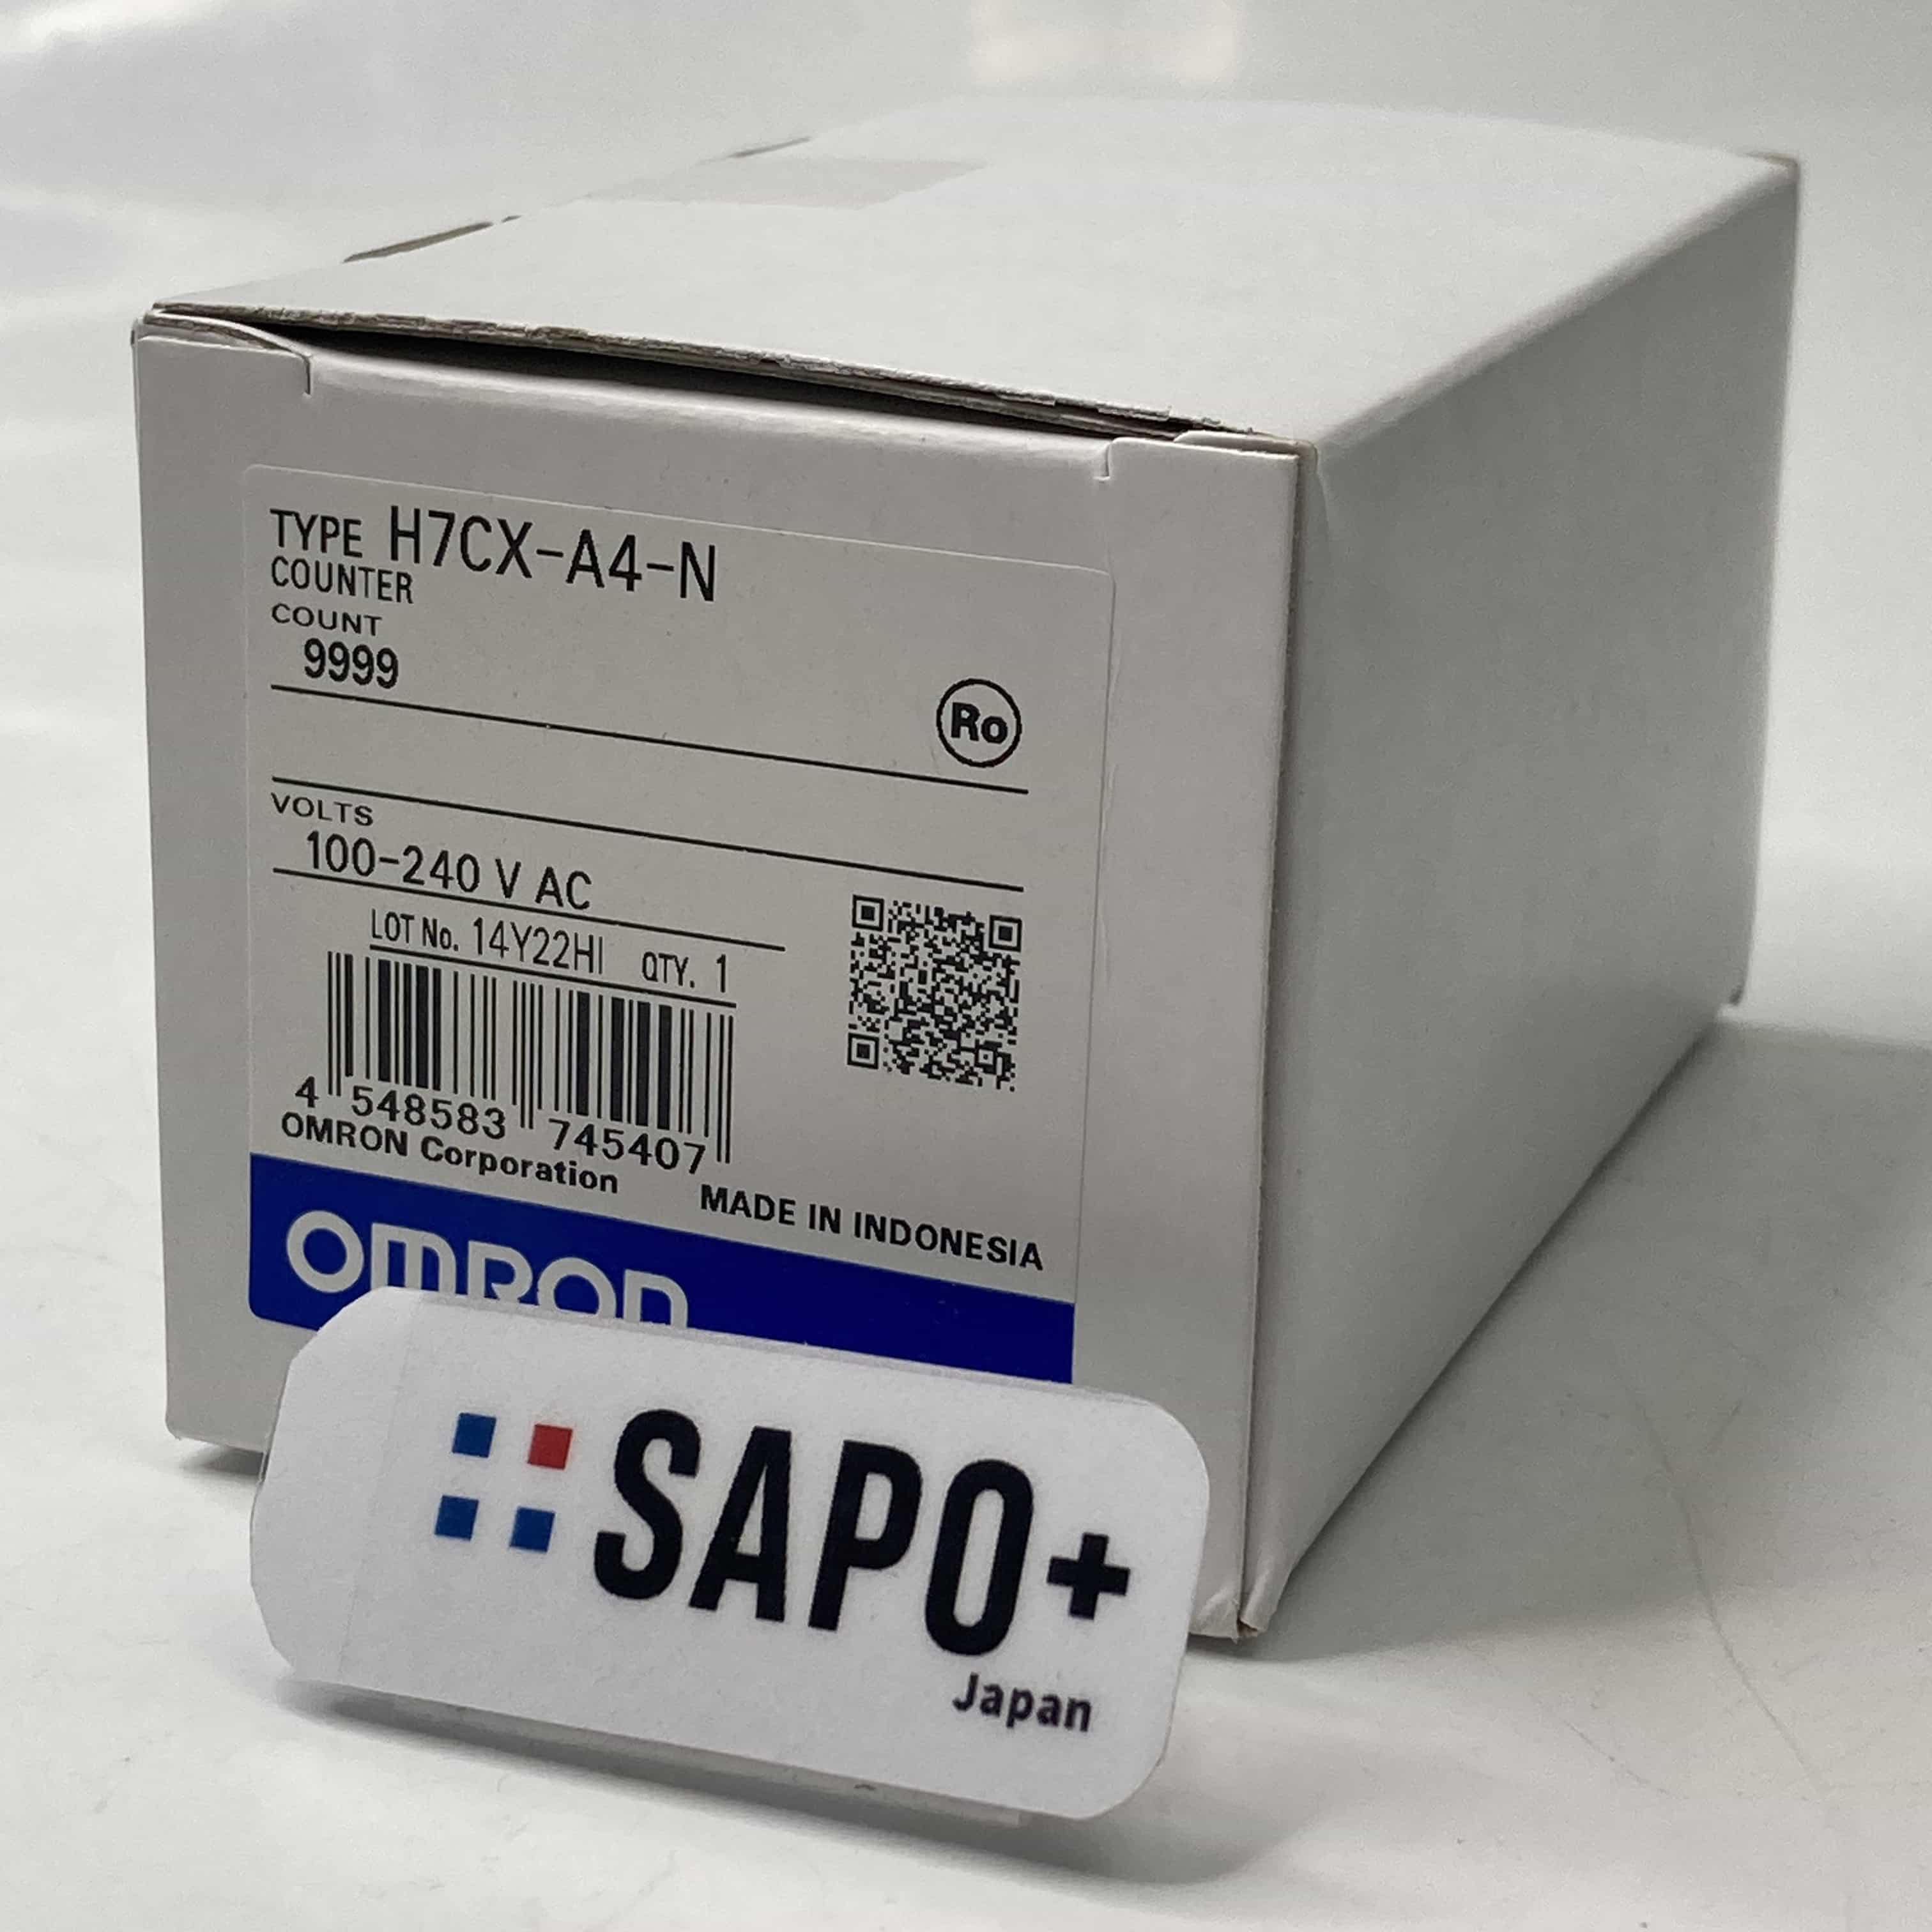 TYPE H7CX-A4-N
COUNTER
COUNT
9999
Ro
VOLTS
100-240 V AC
LOT No. 14Y22HI QTY. 1
4 548583 745407
OMRON Corporation
MADE IN INDONESIA
OMRON
SAPO+
Japan